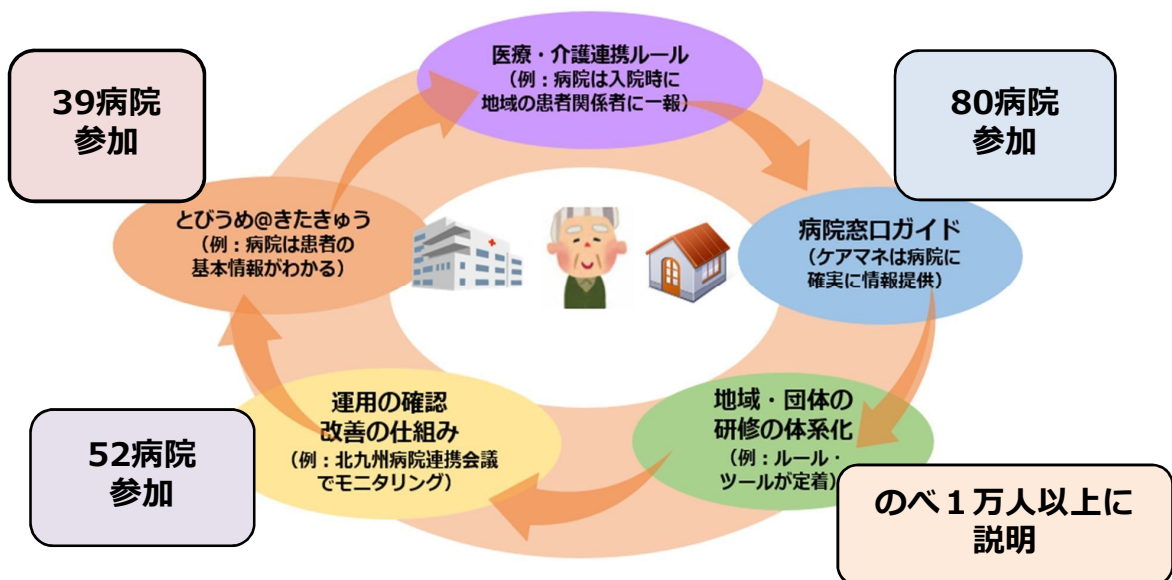 医療・介護連携ルール
（例：病院は入院時に
地域の患者関係者に一報）
39病院
参加
80病院
参加
とびうめ@きたきゅう
（例：病院は患者の
基本情報がわかる）
病院窓口ガイド
（ケアマネは病院に
確実に情報提供）
運用の確認
改善の仕組み
（例：北九州病院連携会議
でモニタリング）
地域・団体の
研修の体系化
（例：ルール・
ツールが定着）
52病院
参加
のべ１万人以上に
説明